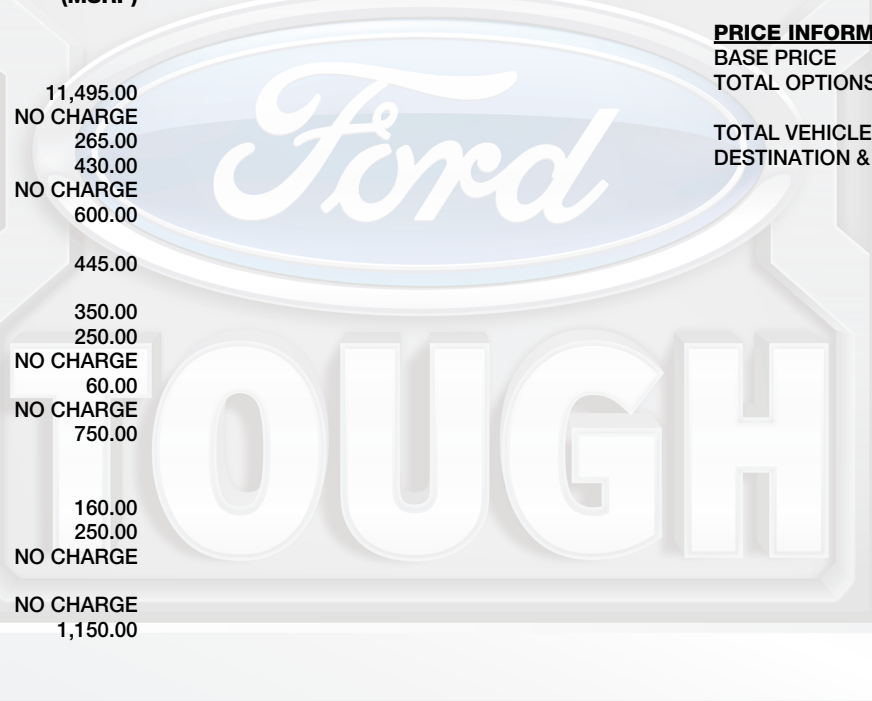 (MSRP)
11,495.00
NO CHARGE
265.00
430.00
NO CHARGE
600.00
445.00
350.00
250.00
NO CHARGE
60.00
NO CHARGE
750.00
160.00
250.00
NO CHARGE
NO CHARGE
1,150.00
PRICE INFORM
BASE PRICE
TOTAL OPTIONS
TOTAL VEHICLE
DESTINATION &
Ford
TOUGH